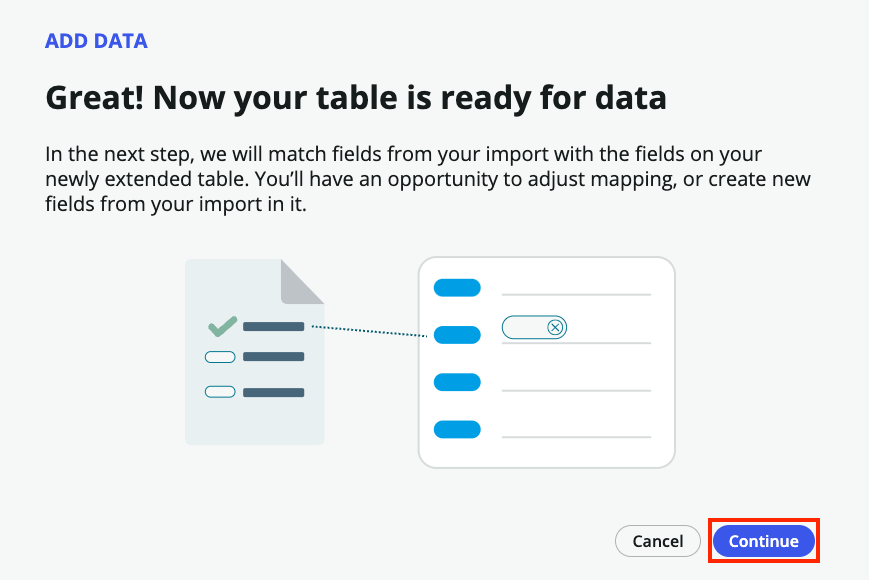 ADD DATA
Great! Now your table is ready for data
In the next step, we will match fields from your import with the fields on your
newly extended table. You’ll have an opportunity to adjust mapping, or create new
fields from your import in it.
Cancel
Continue